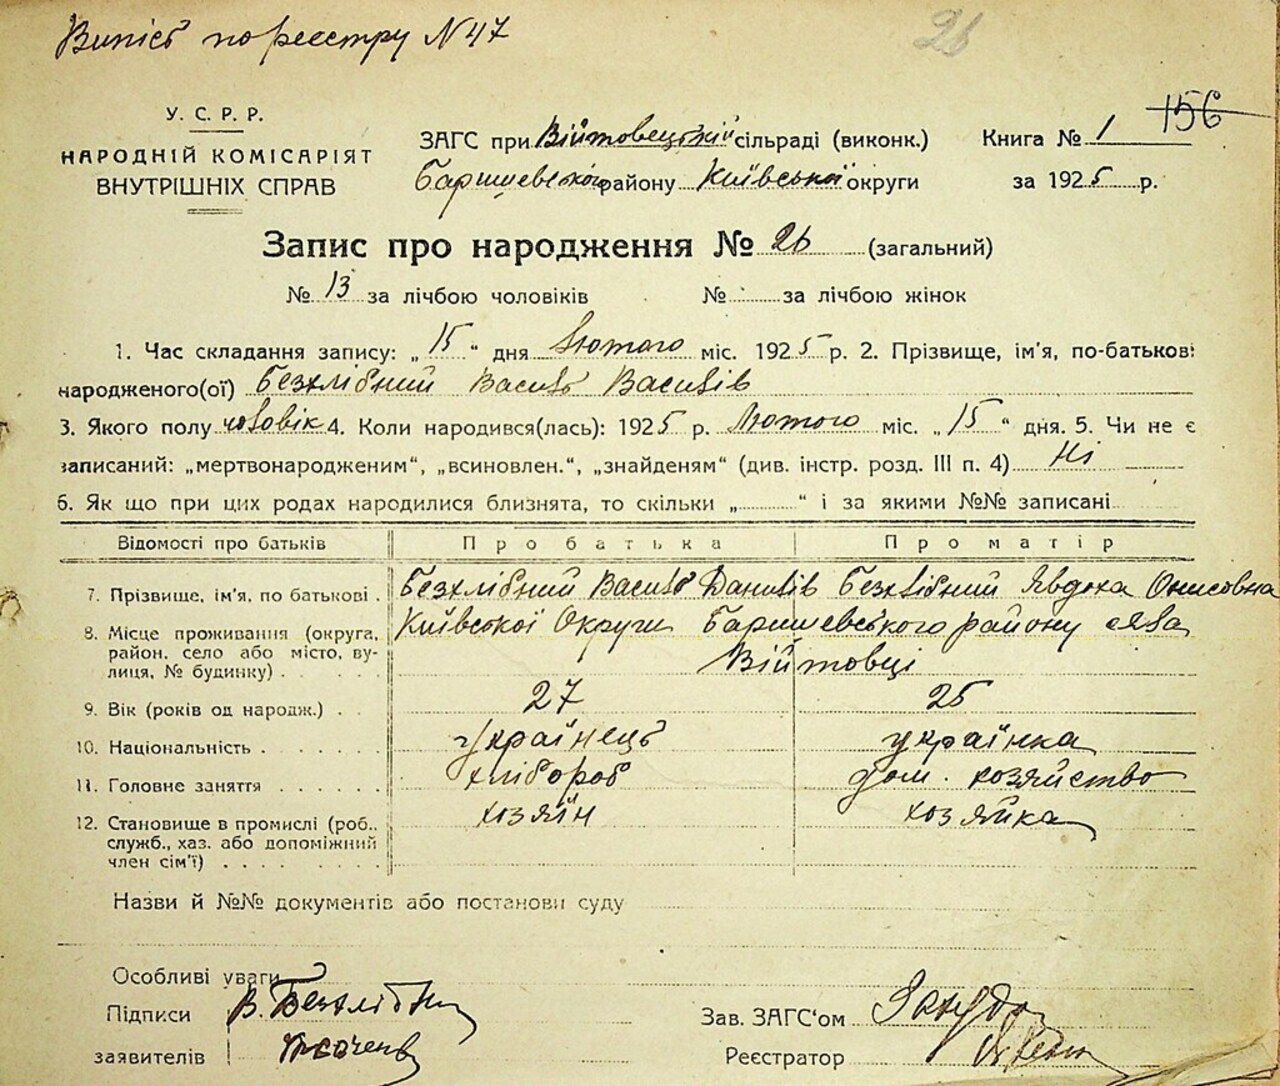 Випіс по реєстру N 47
26
У. С. Р. Р.
НАРОДНІЙ КОМІСАРІЯТ
ВНУТРІШНІХ СПРАВ
ЗАГС при Війтовецькій сільраді (виконк.)
Баришевського району Київської округи
Книга № 1
156
за 1925 р.
Запис про народження № 26 (загальний)
№ 13 за лічбою чоловіків № за лічбою жінок
1. Час складання запису: „15“ дня Лютого міс. 1925 р. 2. Прізвище, ім'я, по-батькові
народженого(ої) Безхлібний Василь Василів
3. Якого полу чоловік 4. Коли народився(лась): 1925 р. Лютого міс. „15“ дня. 5. Чи не є
записаний: „мертвонародженим“, „всиновлен.“, „знайденям“ (див. інстр. розд. III п. 4) Ні
6. Як що при цих родах народилися близнята, то скільки „ “ і за якими №№ записані
Відомості про батьків Про батька Про матір
7. Прізвище, ім'я, по батькові . Безхлібний Василь Данилів Безхлібний Явдоха Онисовна
8. Місце проживання (округа, район, село або місто, вулиця, № будинку) . Київської Округи Баришевського району села
Війтовці
9. Вік (років од народж.) . . 27 25
10. Національність . . . . . українець українка
11. Головне заняття . . . . . хлібороб дом. хозяйство
12. Становище в промислі (роб., служб., хаз. або допоміжний член сім'ї) . . . . хозяїн хозяйка
Назви й №№ документів або постанови суду
Особливі уваги
Підписи В. Безхлібни
заявителів
Зав. ЗАГС'ом
Реєстратор